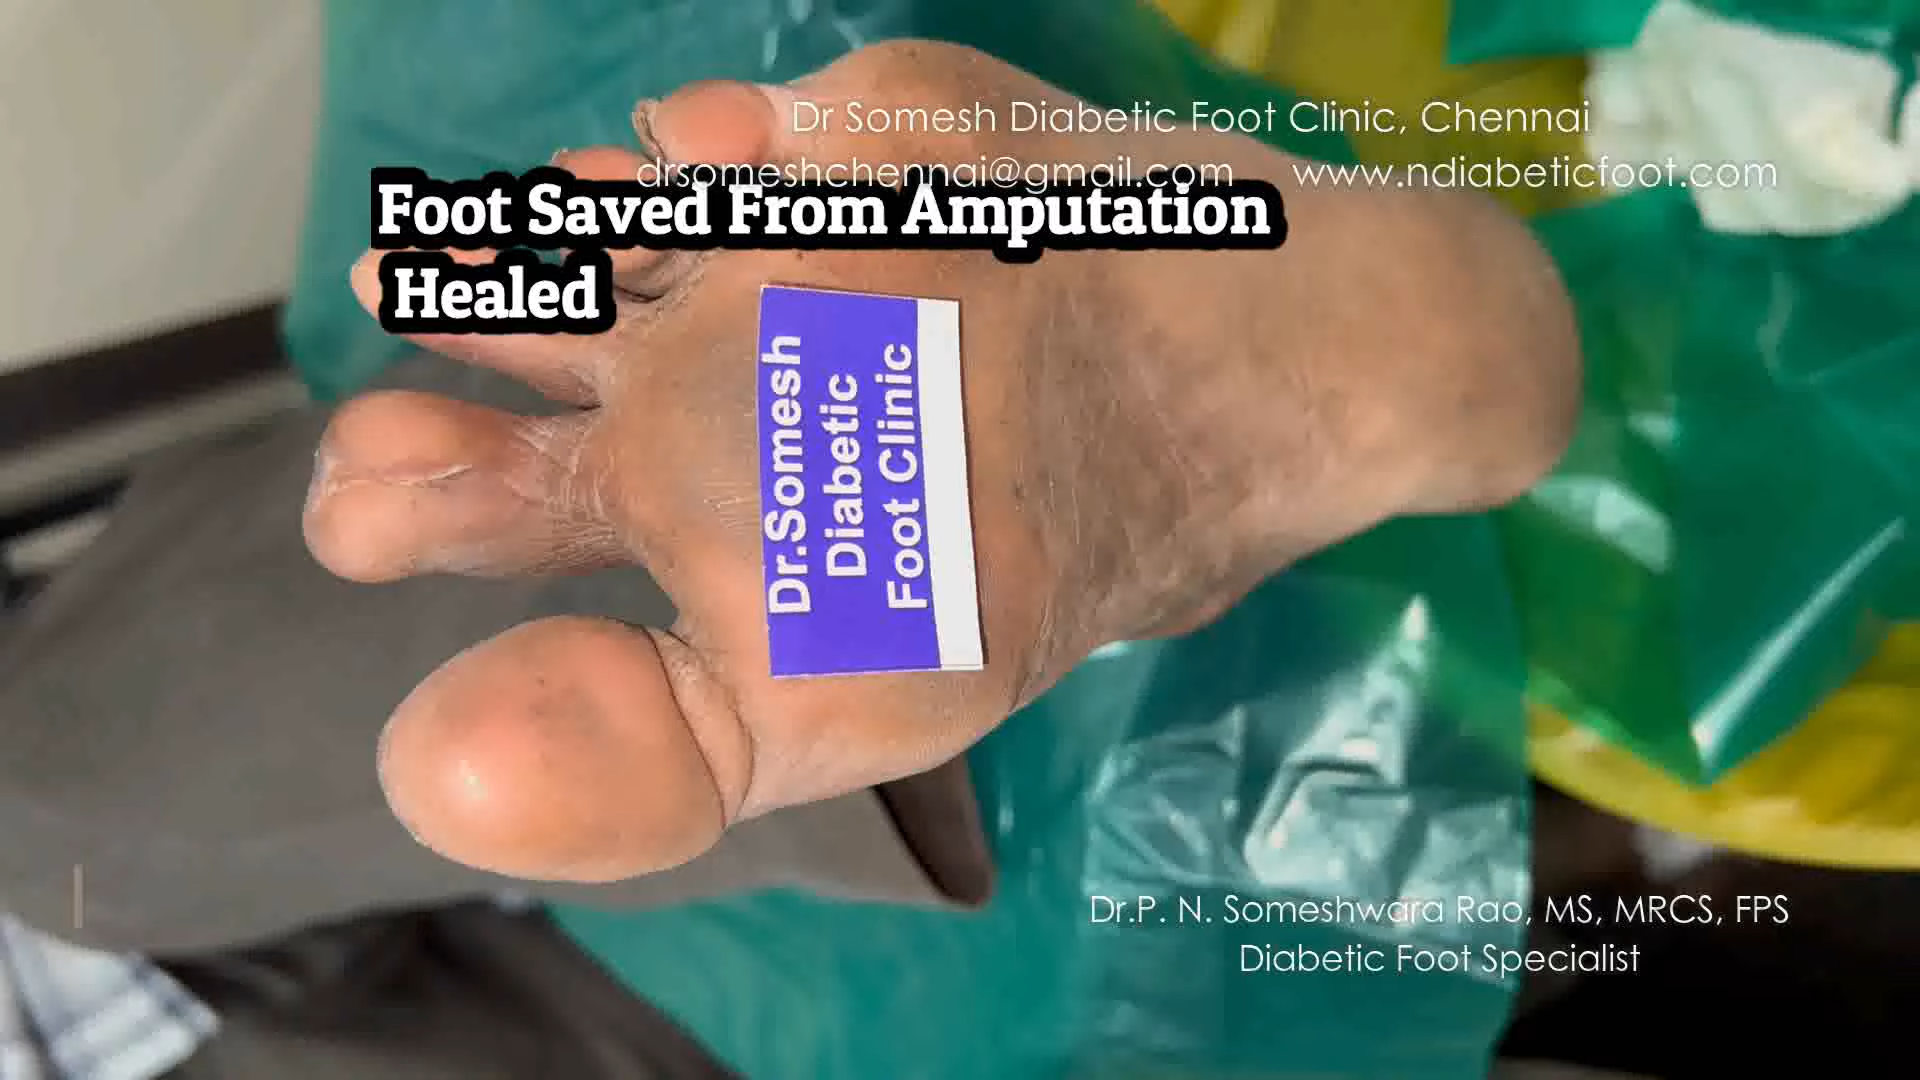 Dr Somesh Diabetic Foot Clinic, Chennai
drsomeshchennai@gmail.com www.ndiabeticfoot.com
Foot Saved From Amputation
Healed
Dr.Somesh
Diabetic
Foot Clinic
Dr.P. N. Someshwara Rao, MS, MRCS, FPS
Diabetic Foot Specialist